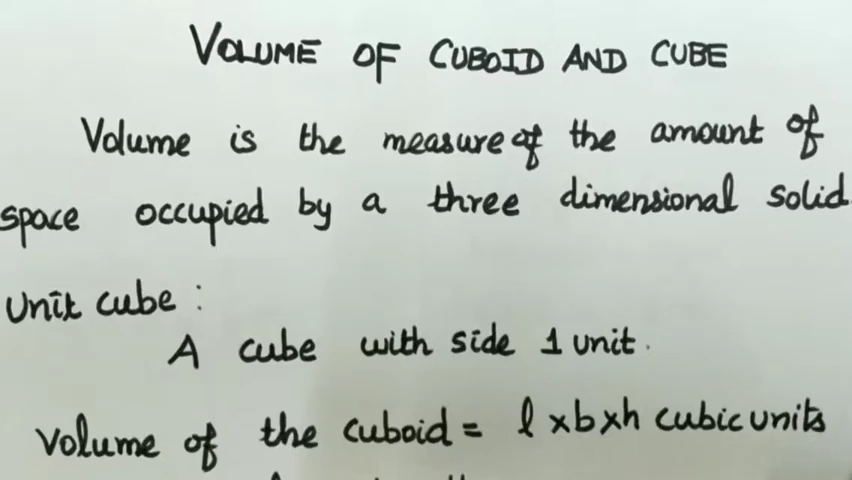 VOLUME OF CUBOID AND CUBE
Volume is the measure of the amount of
space occupied by a three dimensional solid
Unit cube :
A cube with side 1 unit.
Volume of the cuboid = l × b × h cubic units